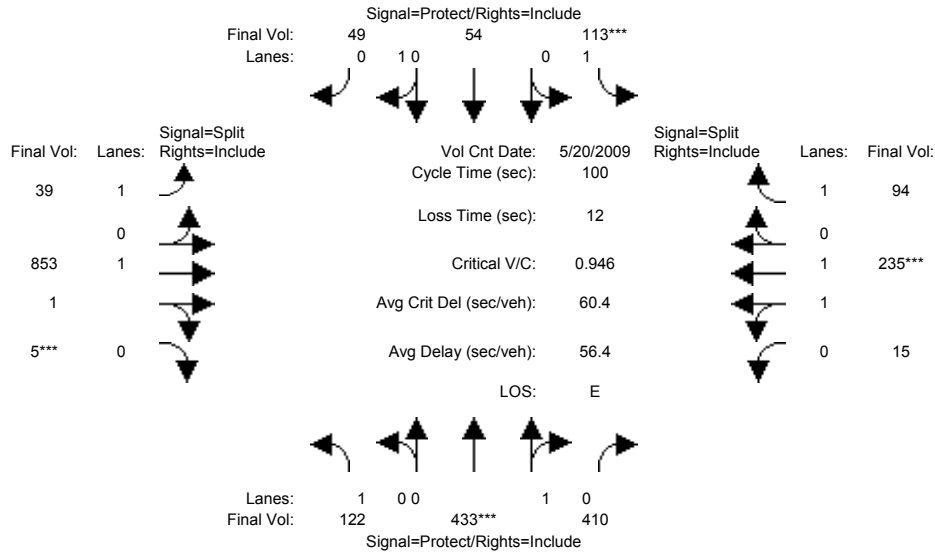 Signal=Protect/Rights=Include
Final Vol: 49 54 113***
Lanes: 0 1 0 0 1
Signal=Split
Final Vol: Lanes: Rights=Include
Vol Cnt Date: 5/20/2009
Signal=Split
Rights=Include Lanes: Final Vol:
Cycle Time (sec): 100
39 1
1 94
Loss Time (sec): 12
0
0
853 1
Critical V/C: 0.946
1 235***
1
Avg Crit Del (sec/veh): 60.4
1
5*** 0
Avg Delay (sec/veh): 56.4
0 15
LOS: E
Lanes: 1 0 0 1 0
Final Vol: 122 433*** 410
Signal=Protect/Rights=Include